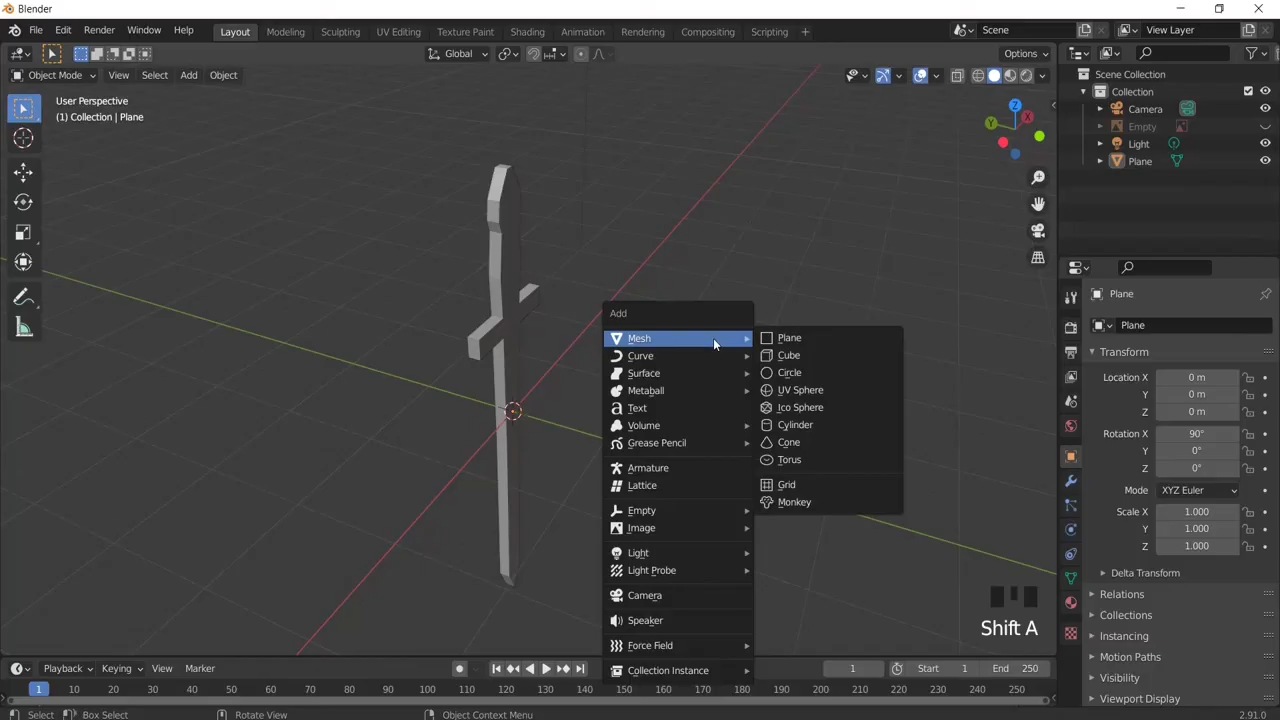 Blender
File Edit Render Window Help Layout Modeling Sculpting UV Editing Texture Paint Shading Animation Rendering Compositing Scripting + Scene View Layer
Global Options
Object Mode View Select Add Object
User Perspective
(1) Collection | Plane
Z
Y
X
Scene Collection
Collection
Camera
Empty
Light
Plane
Add
Mesh
Curve
Surface
Metaball
Text
Volume
Grease Pencil
Armature
Lattice
Empty
Image
Light
Light Probe
Camera
Speaker
Force Field
Collection Instance
Plane
Cube
Circle
UV Sphere
Ico Sphere
Cylinder
Cone
Torus
Grid
Monkey
Shift A
Plane
Plane
Transform
Location X 0 m
Y 0 m
Z 0 m
Rotation X 90°
Y 0°
Z 0°
Mode XYZ Euler
Scale X 1.000
Y 1.000
Z 1.000
Delta Transform
Relations
Collections
Instancing
Motion Paths
Visibility
Viewport Display
Playback Keying View Marker 1 Start 1 End 250
1 10 20 30 40 50 60 70 80 90 100 110 120 130 140 150 160 170 180 190 200 210 220 230 240 250
Select Box Select Rotate View Object Context Menu 2.91.0